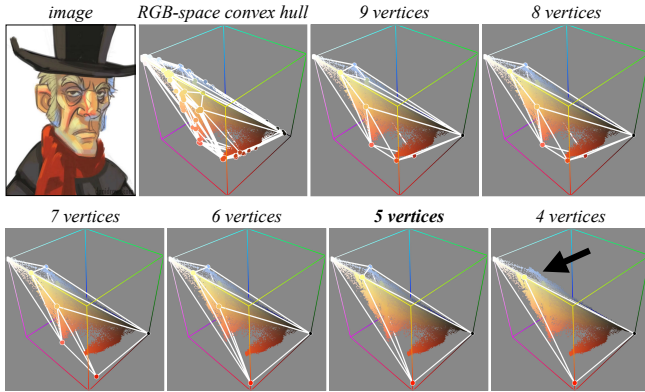 image
RGB-space convex hull
9 vertices
8 vertices
7 vertices
6 vertices
5 vertices
4 vertices